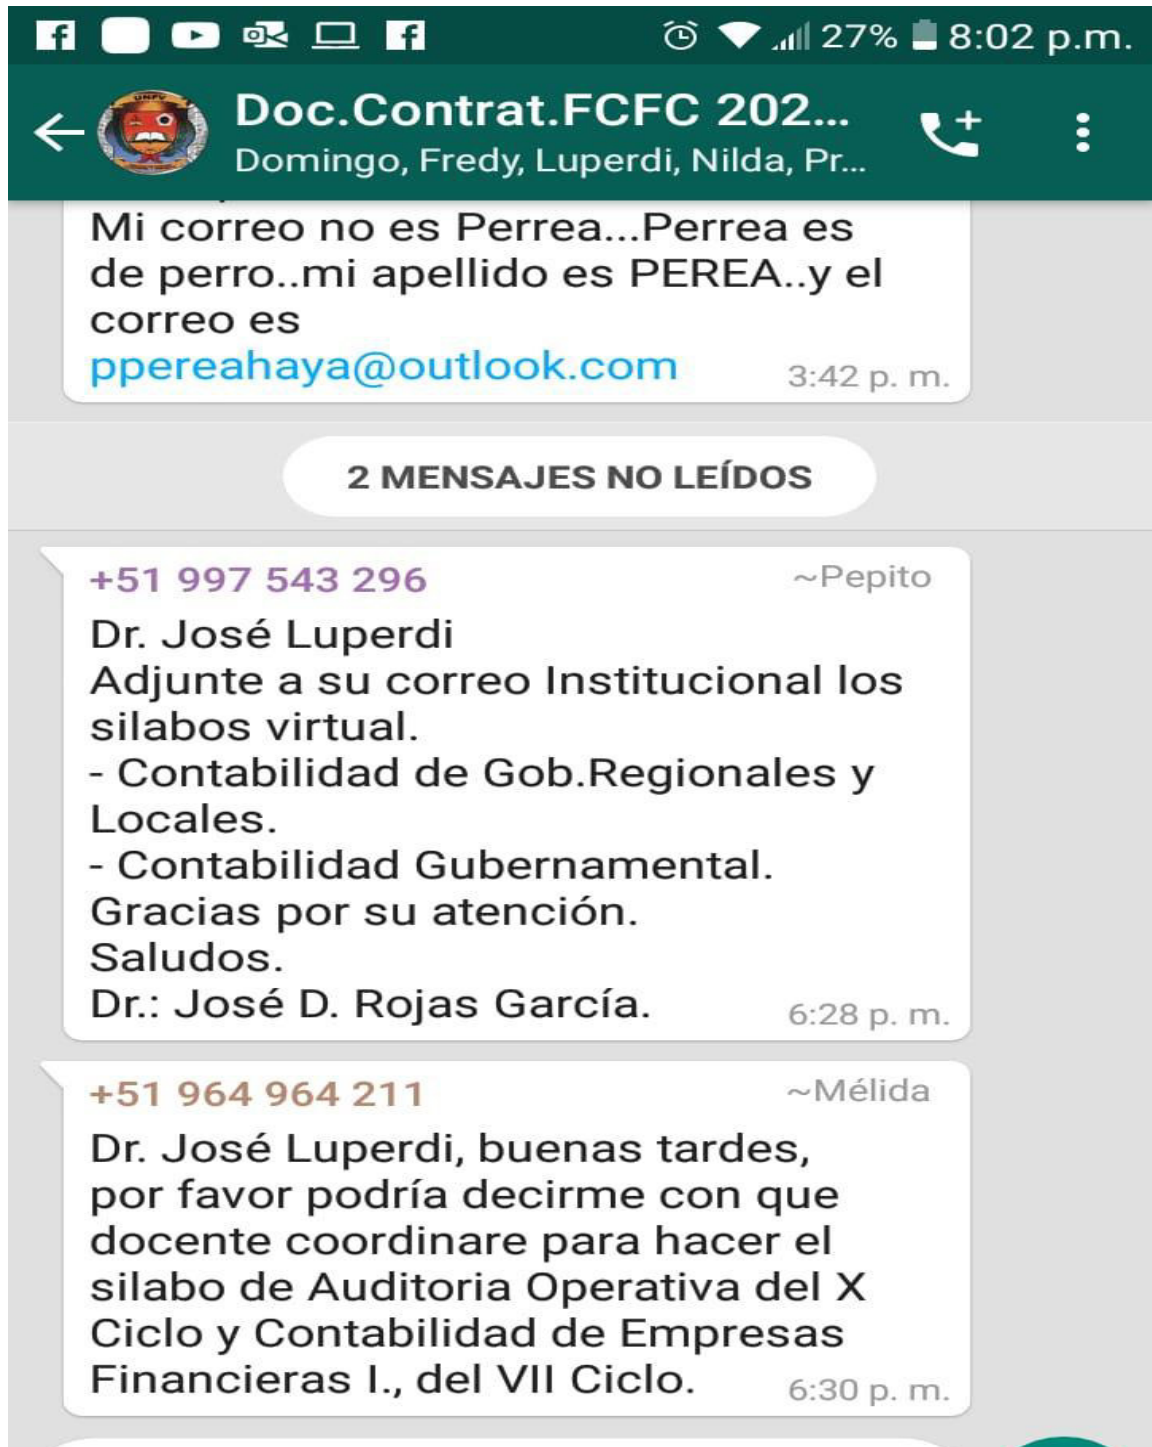 27% 8:02 p.m.
Doc.Contrat.FCFC 202...
Domingo, Fredy, Luperdi, Nilda, Pr...
Mi correo no es Perrea...Perrea es
de perro..mi apellido es PEREA..y el
correo es
ppereahaya@outlook.com 3:42 p. m.
2 MENSAJES NO LEÍDOS
+51 997 543 296 ~Pepito
Dr. José Luperdi
Adjunte a su correo Institucional los
silabos virtual.
- Contabilidad de Gob.Regionales y
Locales.
- Contabilidad Gubernamental.
Gracias por su atención.
Saludos.
Dr.: José D. Rojas García. 6:28 p. m.
+51 964 964 211 ~Mélida
Dr. José Luperdi, buenas tardes,
por favor podría decirme con que
docente coordinare para hacer el
silabo de Auditoria Operativa del X
Ciclo y Contabilidad de Empresas
Financieras I., del VII Ciclo. 6:30 p. m.